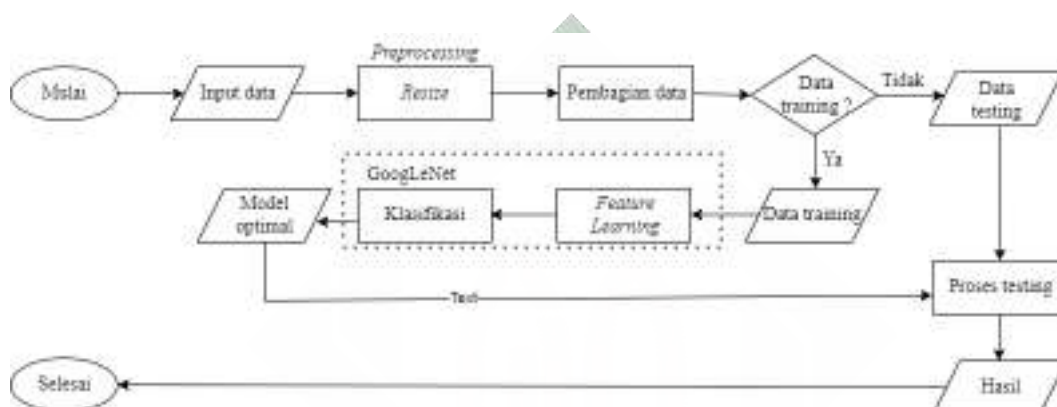 Preprocessing
Mulai
Input data
Resize
Pembagian data
Data
training ?
Tidak
Data
testing
Ya
GoogLeNet
Model
optimal
Klasifikasi
Feature
Learning
Data training
Proses testing
Test
Selesai
Hasil